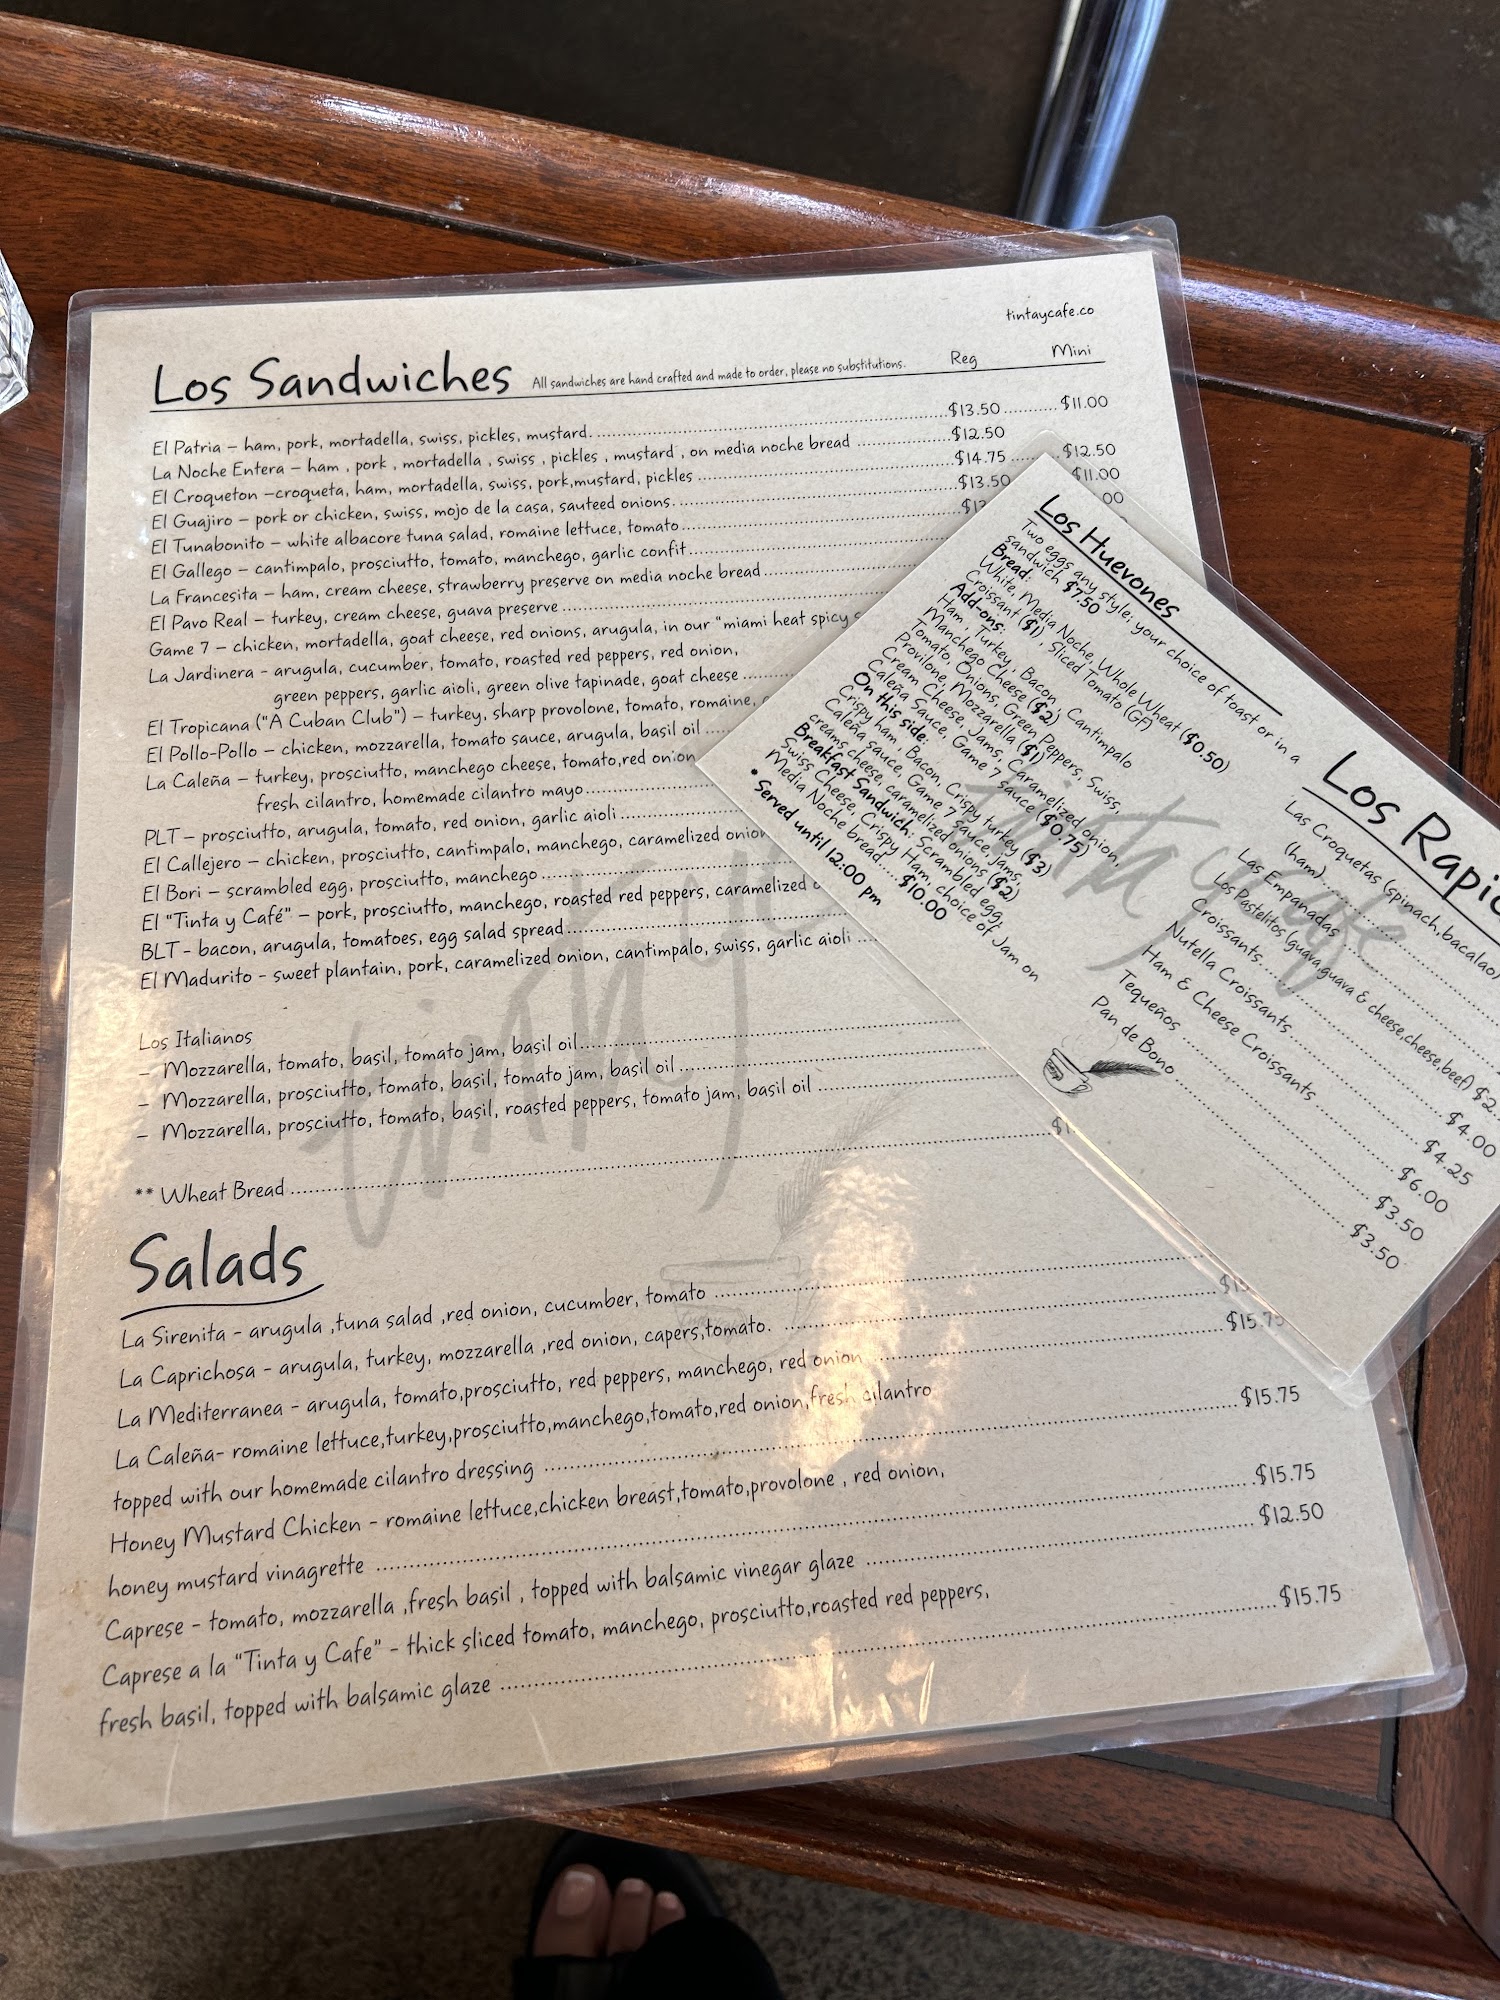 tintaycafe.co
Los Sandwiches All sandwiches are hand crafted and made to order, please no substitutions. Reg Mini
El Patria – ham, pork, mortadella, swiss, pickles, mustard. $13.50 $11.00
La Noche Entera – ham , pork , mortadella , swiss , pickles , mustard , on media noche bread $12.50
El Croqueton –croqueta, ham, mortadella, swiss, pork,mustard, pickles $14.75 $12.50
El Guajiro – pork or chicken, swiss, mojo de la casa, sauteed onions. $13.50 $11.00
El Tunabonito – white albacore tuna salad, romaine lettuce, tomato
El Gallego – cantimpalo, prosciutto, tomato, manchego, garlic confit
La Francesita – ham, cream cheese, strawberry preserve on media noche bread
El Pavo Real – turkey, cream cheese, guava preserve
Game 7 – chicken, mortadella, goat cheese, red onions, arugula, in our "miami heat spicy
La Jardinera - arugula, cucumber, tomato, roasted red peppers, red onion,
green peppers, garlic aioli, green olive tapinade, goat cheese
El Tropicana ("A Cuban Club") – turkey, sharp provolone, tomato, romaine,
El Pollo-Pollo – chicken, mozzarella, tomato sauce, arugula, basil oil
La Caleña – turkey, prosciutto, manchego cheese, tomato,red onion
fresh cilantro, homemade cilantro mayo
PLT – prosciutto, arugula, tomato, red onion, garlic aioli
El Callejero – chicken, prosciutto, cantimpalo, manchego, caramelized onion
El Bori – scrambled egg, prosciutto, manchego
El "Tinta y Café" – pork, prosciutto, manchego, roasted red peppers, caramelized
BLT - bacon, arugula, tomatoes, egg salad spread
El Madurito - sweet plantain, pork, caramelized onion, cantimpalo, swiss, garlic aioli
Los Italianos
– Mozzarella, tomato, basil, tomato jam, basil oil
– Mozzarella, prosciutto, tomato, basil, tomato jam, basil oil
– Mozzarella, prosciutto, tomato, basil, roasted peppers, tomato jam, basil oil
** Wheat Bread $1.
Salads
La Sirenita - arugula ,tuna salad ,red onion, cucumber, tomato
La Caprichosa - arugula, turkey, mozzarella ,red onion, capers,tomato. $15
La Mediterranea - arugula, tomato,prosciutto, red peppers, manchego, red onion $15.75
La Caleña- romaine lettuce,turkey,prosciutto,manchego,tomato,red onion,fresh cilantro
topped with our homemade cilantro dressing $15.75
Honey Mustard Chicken - romaine lettuce,chicken breast,tomato,provolone , red onion,
honey mustard vinagrette $15.75
Caprese - tomato, mozzarella ,fresh basil , topped with balsamic vinegar glaze $12.50
Caprese a la "Tinta y Cafe" - thick sliced tomato, manchego, prosciutto,roasted red peppers,
fresh basil, topped with balsamic glaze $15.75
Los Huevones
Two eggs any style; your choice of toast or in a
sandwich $7.50
Bread:
White, Media Noche, Whole Wheat ($0.50)
Croissant ($1) , Sliced Tomato (GF)
Add-ons:
Ham , Turkey , Bacon , Cantimpalo
Manchego Cheese ($2)
Tomato, Onions, Green Peppers, Swiss,
Provilone, Mozzarella ($1)
Cream Cheese, Jams, Caramelized onion,
Caleña Sauce, Game 7 sauce ($0.75)
On this side:
Crispy ham , Bacon, Crispy turkey ($3)
Caleña sauce, Game 7 Sauce, Jams,
creams cheese, caramelized onions ($2)
Breakfast Sandwich: Scrambled egg,
Swiss Cheese, Crispy Ham, choice of Jam on
Media Noche bread..... $10.00
* Served until 12:00 pm
Los Rapi
Las Croquetas (spinach,bacalao)
(ham)
Las Empanadas
Los Pastelitos (guava,guava & cheese,cheese,beef) $2
Croissants $4.00
Nutella Croissants $4.25
Ham & Cheese Croissants $6.00
Tequeños $3.50
Pan de Bono $3.50